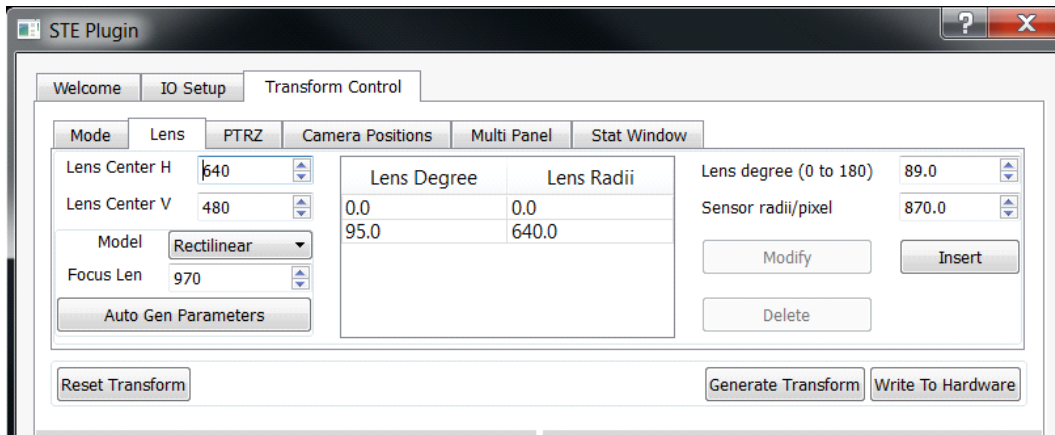 STE Plugin
Welcome IO Setup Transform Control
Mode Lens PTRZ Camera Positions Multi Panel Stat Window
Lens Center H 640
Lens Center V 480
Model Rectilinear
Focus Len 970
Auto Gen Parameters
Lens Degree Lens Radii
0.0 0.0
95.0 640.0
Lens degree (0 to 180) 89.0
Sensor radii/pixel 870.0
Modify Insert
Delete
Reset Transform Generate Transform Write To Hardware